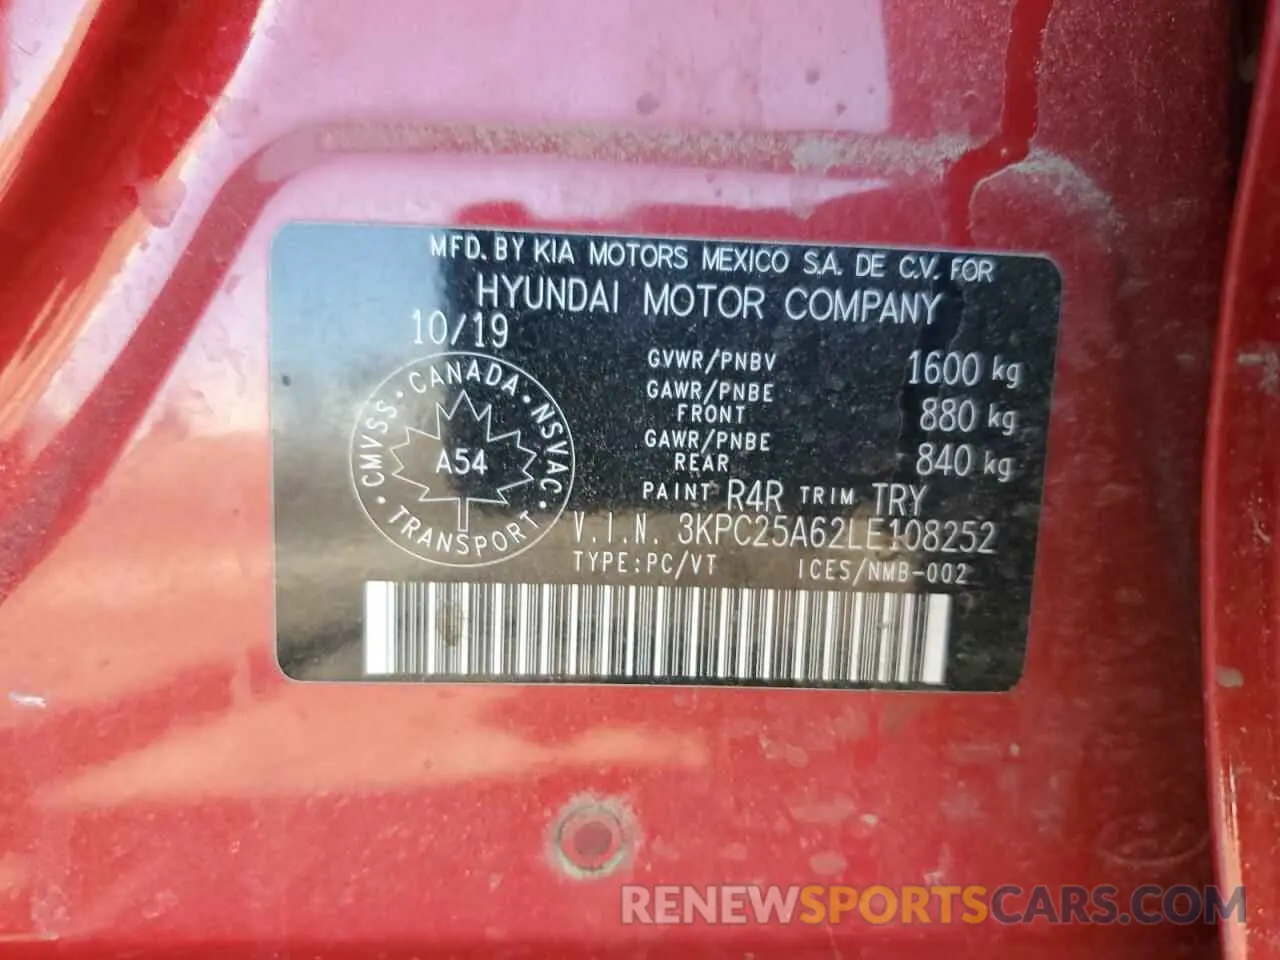 MFD. BY KIA MOTORS MEXICO S.A. DE C.V. FOR
HYUNDAI MOTOR COMPANY
10/19
GVWR/PNBV 1600 kg
GAWR/PNBE FRONT 880 kg
GAWR/PNBE REAR 840 kg
CANADA · NSVAC · TRANSPORT · CMVSS ·
A54
PAINT R4R TRIM TRY
V.I.N. 3KPC25A62LE108252
TYPE:PC/VT ICES/NMB-002
RENEWSPORTSCARS.COM